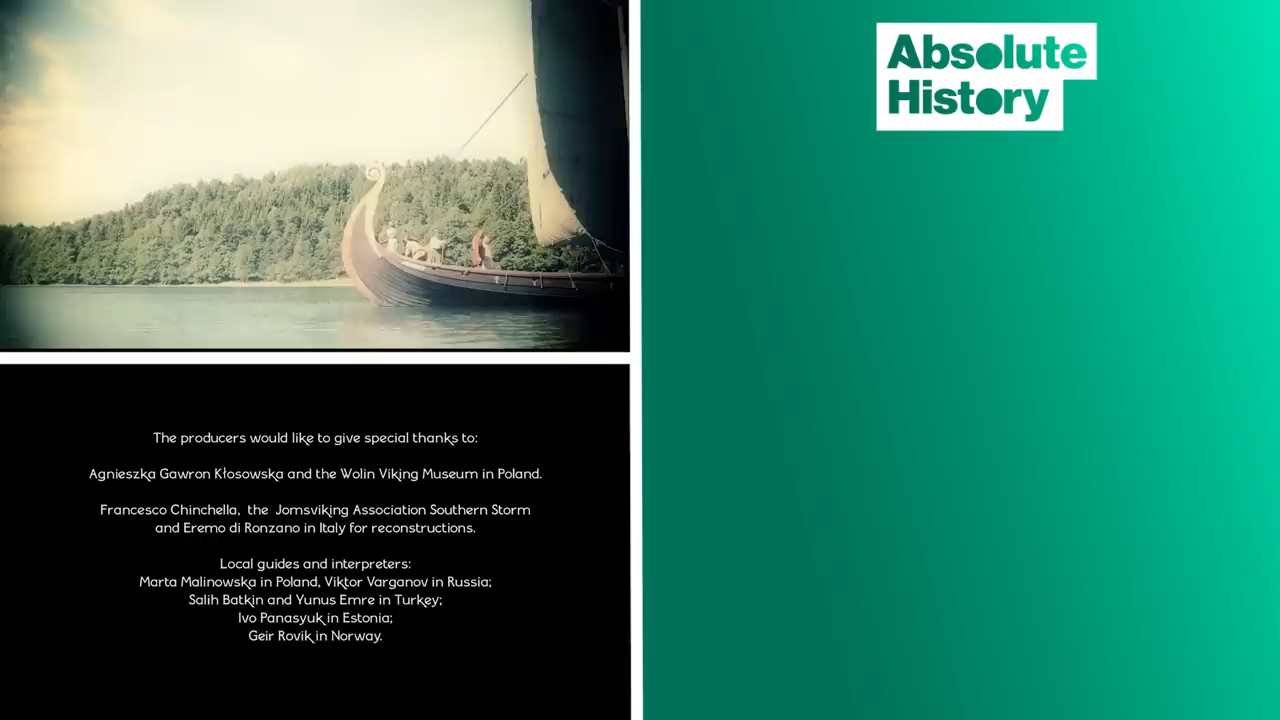 Absolute
History
The producers would like to give special thanks to:
Agnieszka Gawron Kłosowska and the Wolin Viking Museum in Poland.
Francesco Chinchella, the Jomsviking Association Southern Storm
and Eremo di Ronzano in Italy for reconstructions.
Local guides and interpreters:
Marta Malinowska in Poland, Viktor Varganov in Russia;
Salih Batkin and Yunus Emre in Turkey;
Ivo Panasyuk in Estonia;
Geir Rovik in Norway.